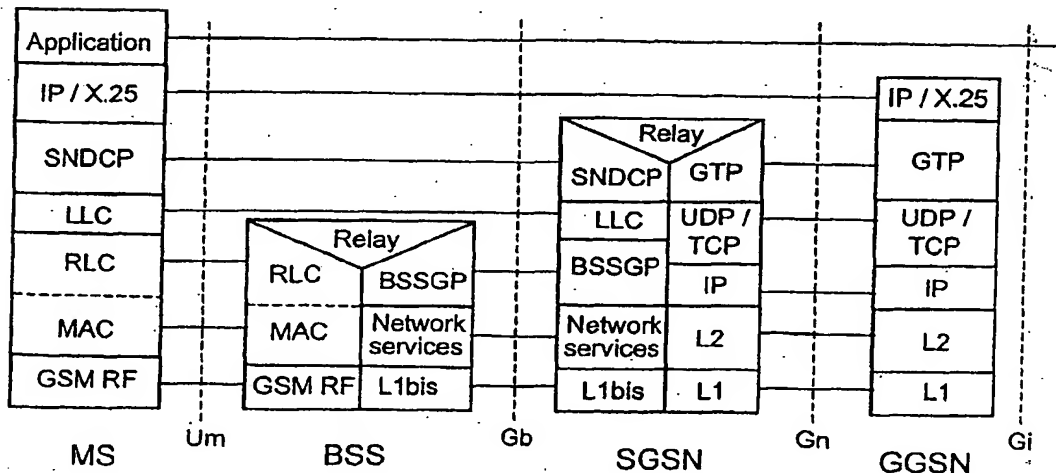 Application
IP / X.25
SNDCP
LLC
RLC
MAC
GSM RF
MS
Um
Relay
RLC
BSSGP
MAC
Network
services
GSM RF
L1bis
BSS
Gb
Relay
SNDCP
GTP
LLC
UDP /
TCP
BSSGP
IP
Network
services
L2
L1bis
L1
SGSN
Gn
IP / X.25
GTP
UDP /
TCP
IP
L2
L1
GGSN
Gi